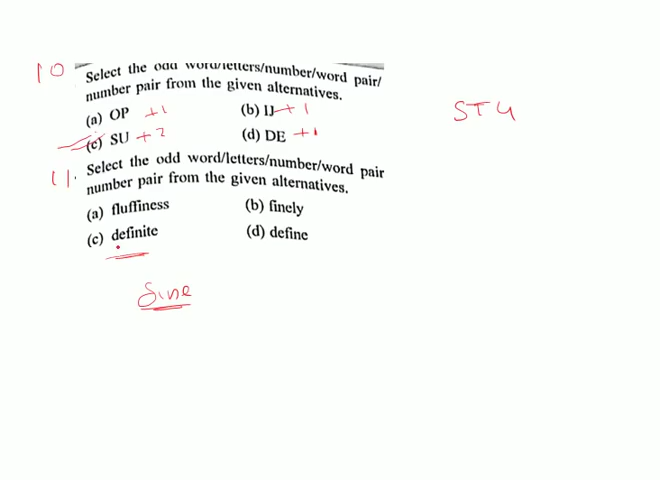 10 Select the odd word/letters/number/word pair/
number pair from the given alternatives.
(a) OP +1 (b) IJ +1
(c) SU +2 (d) DE +1
STU
11. Select the odd word/letters/number/word pair
number pair from the given alternatives.
(a) fluffiness (b) finely
(c) definite (d) define